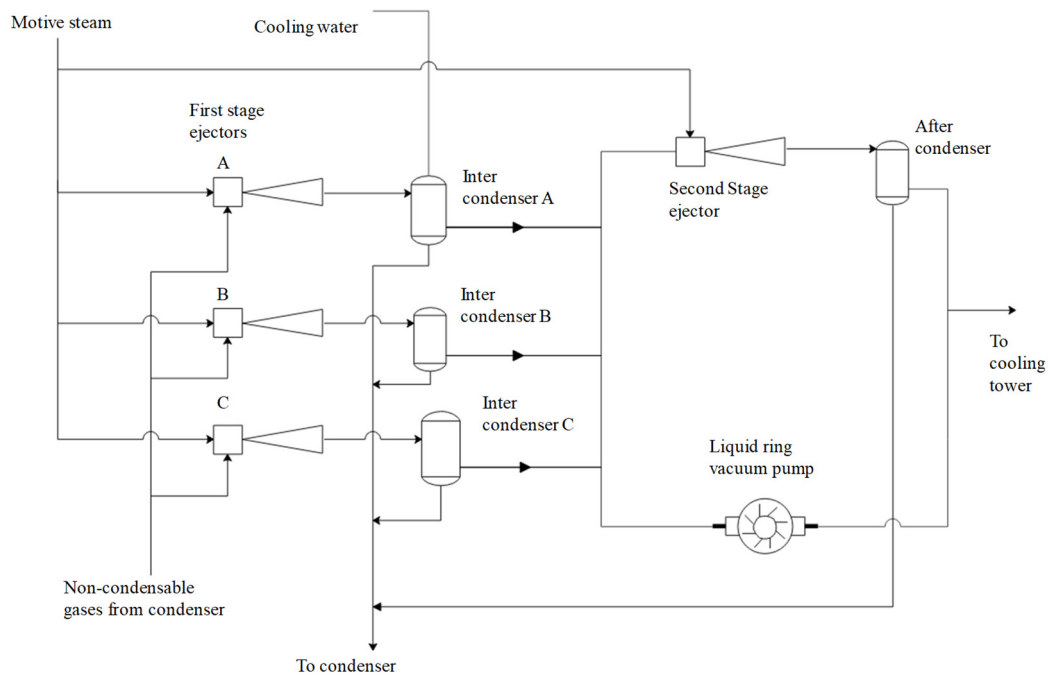 Motive steam
Cooling water
First stage
ejectors
A
Inter
condenser A
After
condenser
Second Stage
ejector
B
Inter
condenser B
To
cooling
tower
C
Inter
condenser C
Liquid ring
vacuum pump
Non-condensable
gases from condenser
To condenser